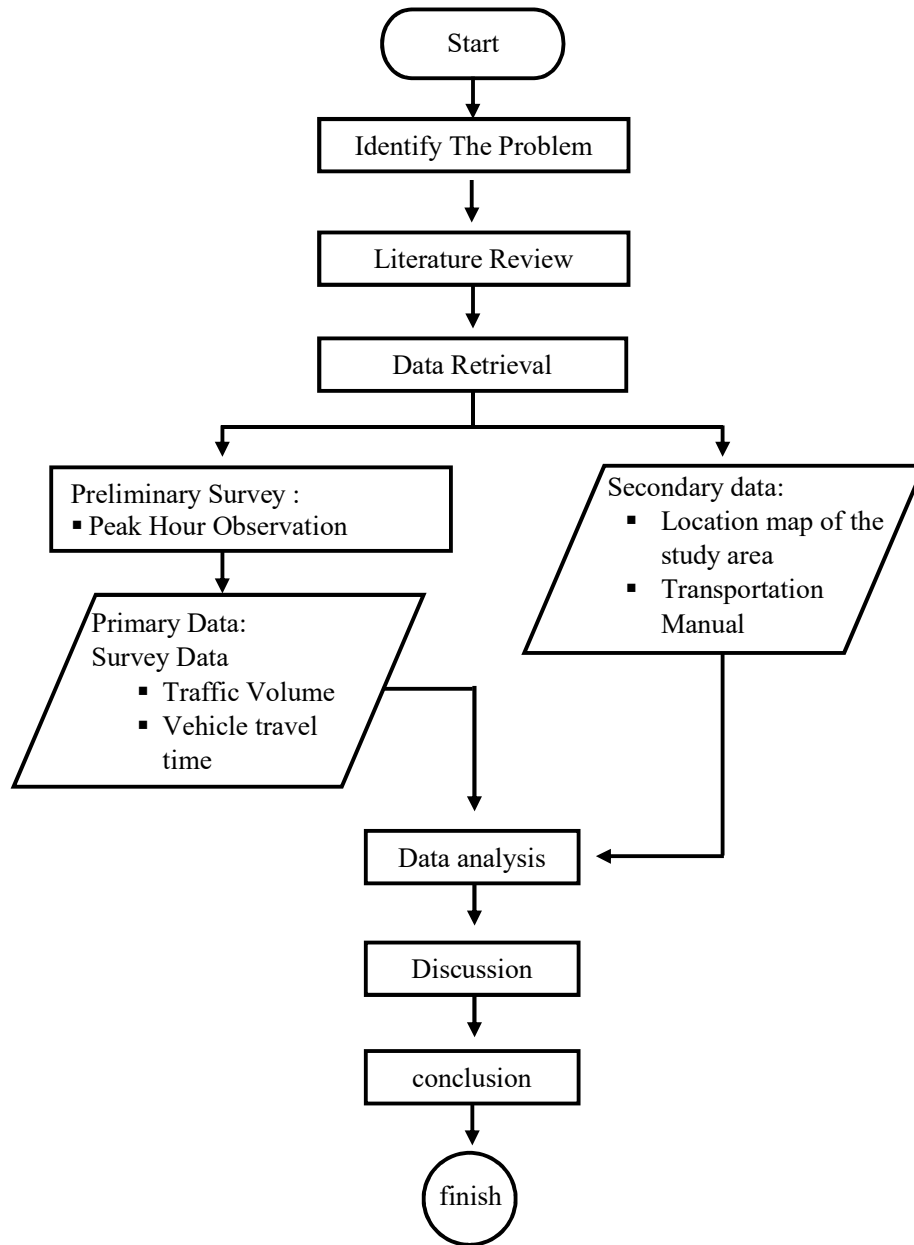 Start
Identify The Problem
Literature Review
Data Retrieval
Preliminary Survey :
▪ Peak Hour Observation
Secondary data:
▪ Location map of the
study area
▪ Transportation
Manual
Primary Data:
Survey Data
▪ Traffic Volume
▪ Vehicle travel
time
Data analysis
Discussion
conclusion
finish